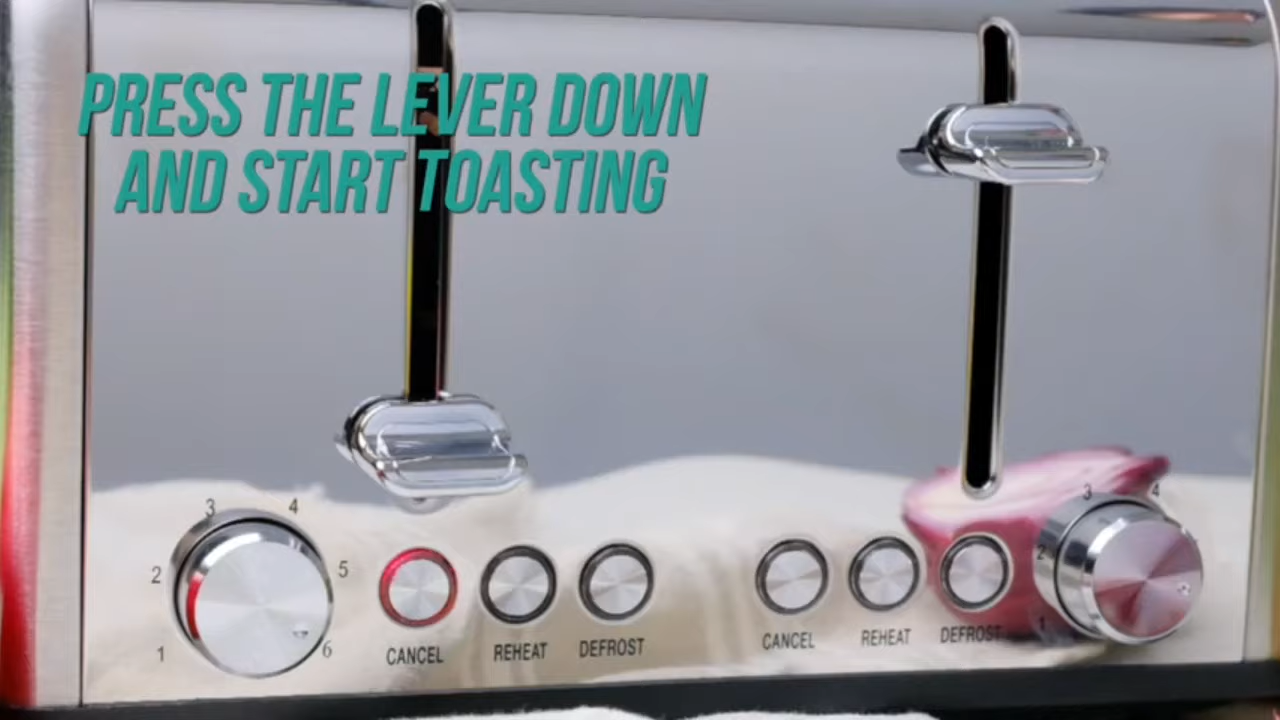 PRESS THE LEVER DOWN
AND START TOASTING
3 4
2 5
1 6
CANCEL REHEAT DEFROST
CANCEL REHEAT DEFROST
3 4
2
1